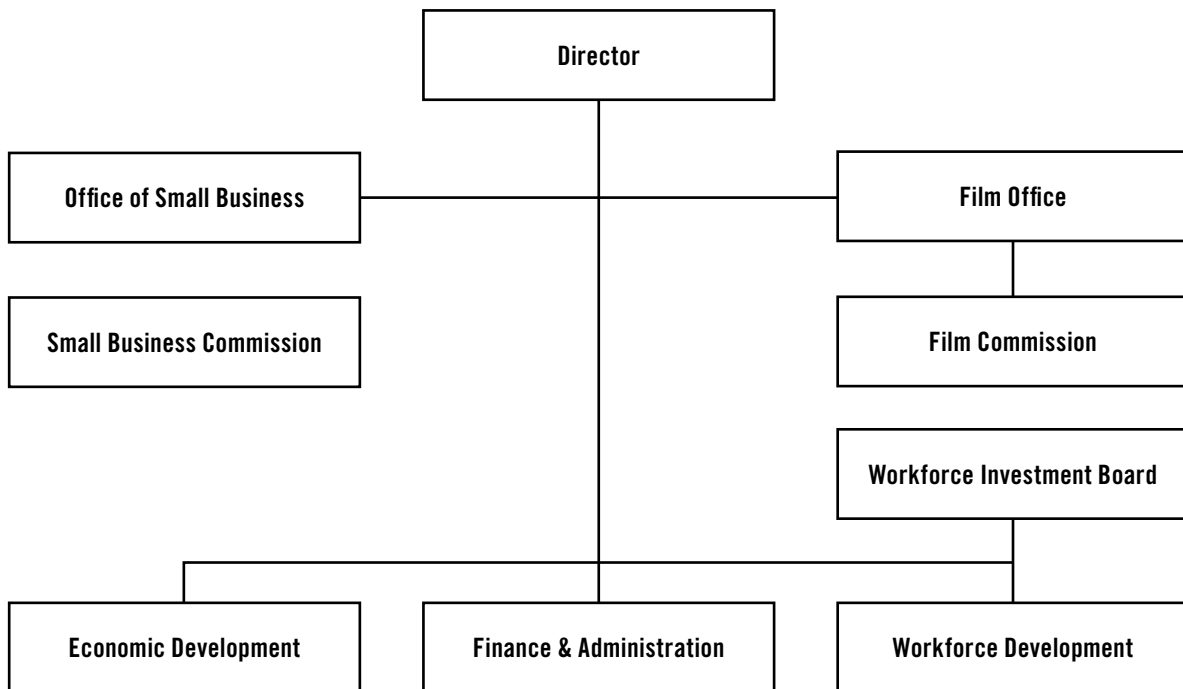 Director
Office of Small Business
Film Office
Small Business Commission
Film Commission
Workforce Investment Board
Economic Development
Finance & Administration
Workforce Development